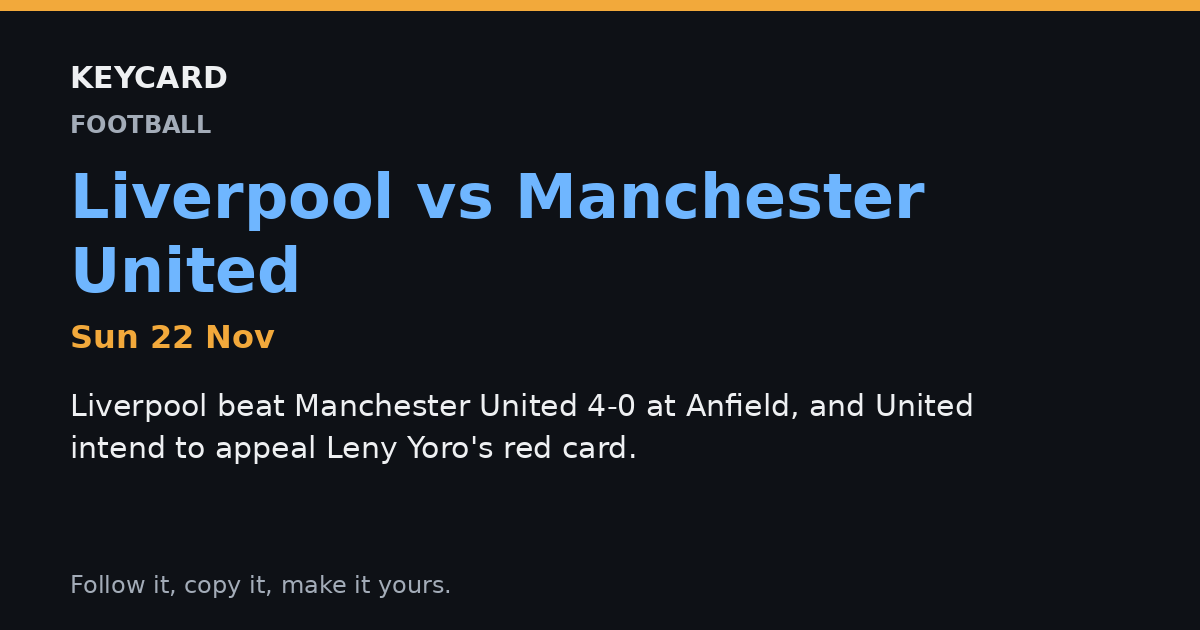 KEYCARD
FOOTBALL
Liverpool vs Manchester
United
Sun 22 Nov
Liverpool beat Manchester United 4-0 at Anfield, and United
intend to appeal Leny Yoro's red card.
Follow it, copy it, make it yours.